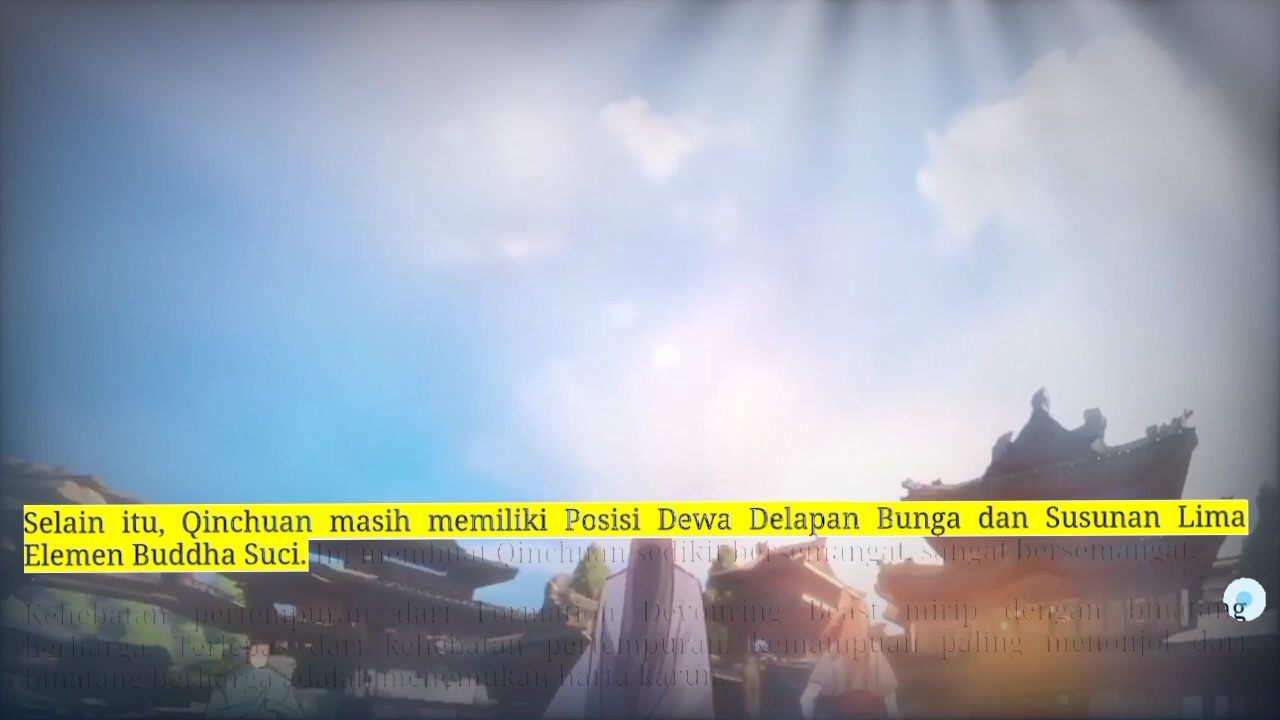 Selain itu, Qinchuan masih memiliki Posisi Dewa Delapan Bunga dan Susunan Lima
Elemen Buddha Suci. Ini membuat Qinchuan sedikit bersemangat, sangat bersemangat.
Kehebatan pertempuran dari Formation Devouring Beast mirip dengan binatang
berharga. Terlepas dari kehebatan pertempuran, kemampuan paling menonjol dari
binatang berharga adalah menemukan harta karun.